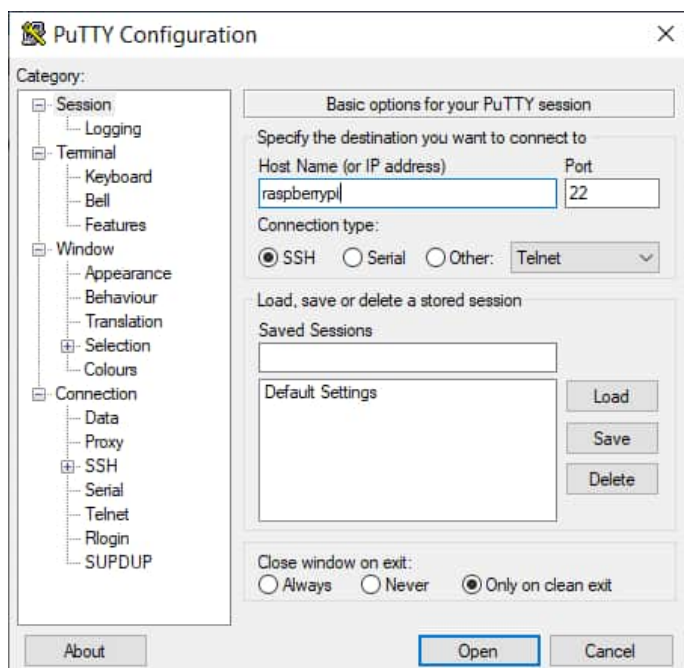 PuTTY Configuration
Category:
Session
Logging
Terminal
Keyboard
Bell
Features
Window
Appearance
Behaviour
Translation
Selection
Colours
Connection
Data
Proxy
SSH
Serial
Telnet
Rlogin
SUPDUP
Basic options for your PuTTY session
Specify the destination you want to connect to
Host Name (or IP address) Port
raspberrypi 22
Connection type:
SSH Serial Other: Telnet
Load, save or delete a stored session
Saved Sessions
Default Settings
Load
Save
Delete
Close window on exit:
Always Never Only on clean exit
About Open Cancel